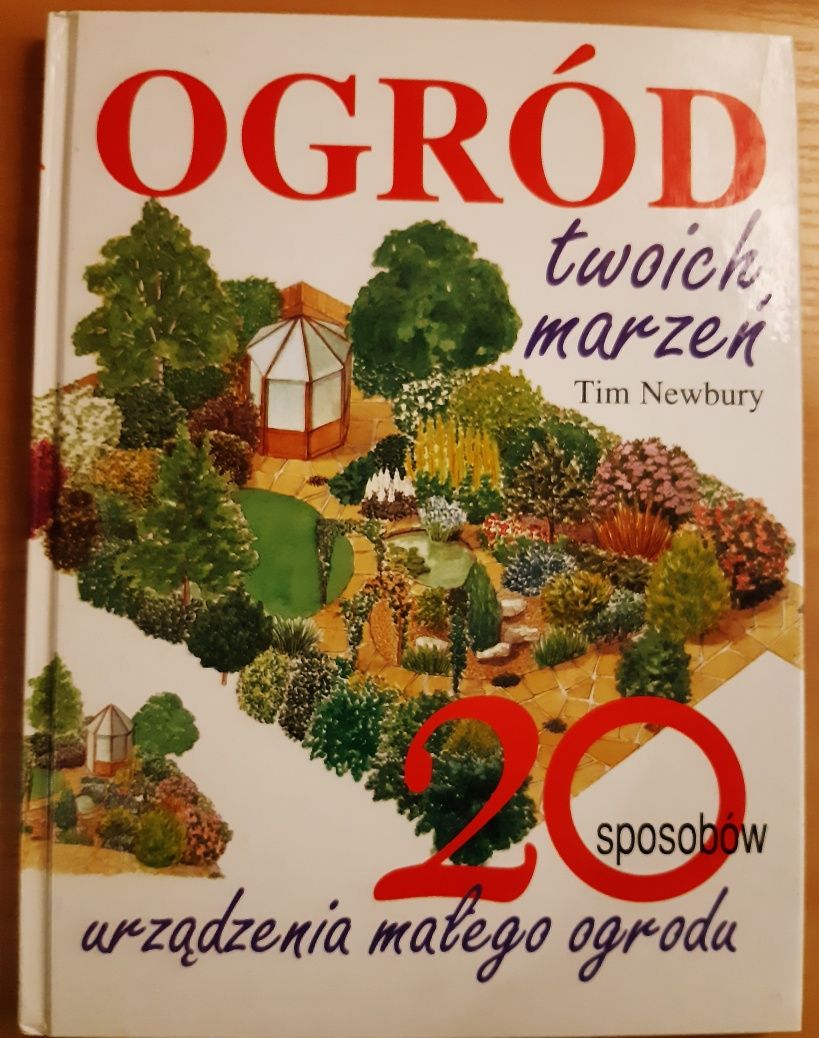 OGRÓD
twoich
marzeń
Tim Newbury
20
sposobów
urządzenia małego ogrodu